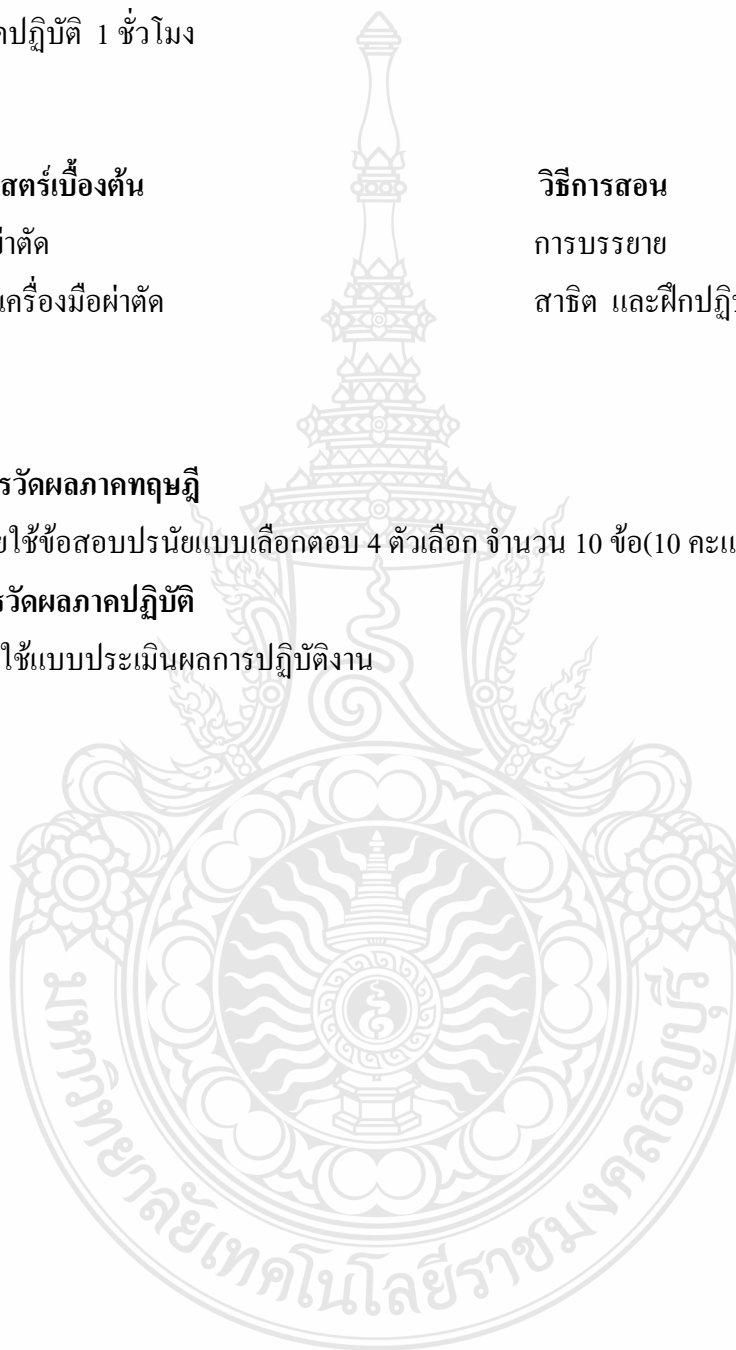 คปฏิบัติ 1 ชั่วโมง
สตร์เบื้องต้น วิธีการสอน
ผ่าตัด การบรรยาย
นเครื่องมือผ่าตัด สาธิต และฝึกปฏิบ
รวัดผลภาคทฤษฎี
ยใช้ข้อสอบปรนัยแบบเลือกตอบ 4 ตัวเลือก จำนวน 10 ข้อ(10 คะแ
รวัดผลภาคปฏิบัติ
ใช้แบบประเมินผลการปฏิบัติงาน
มหาวิทยาลัยเทคโนโลยีราชมงคลธัญบุรี